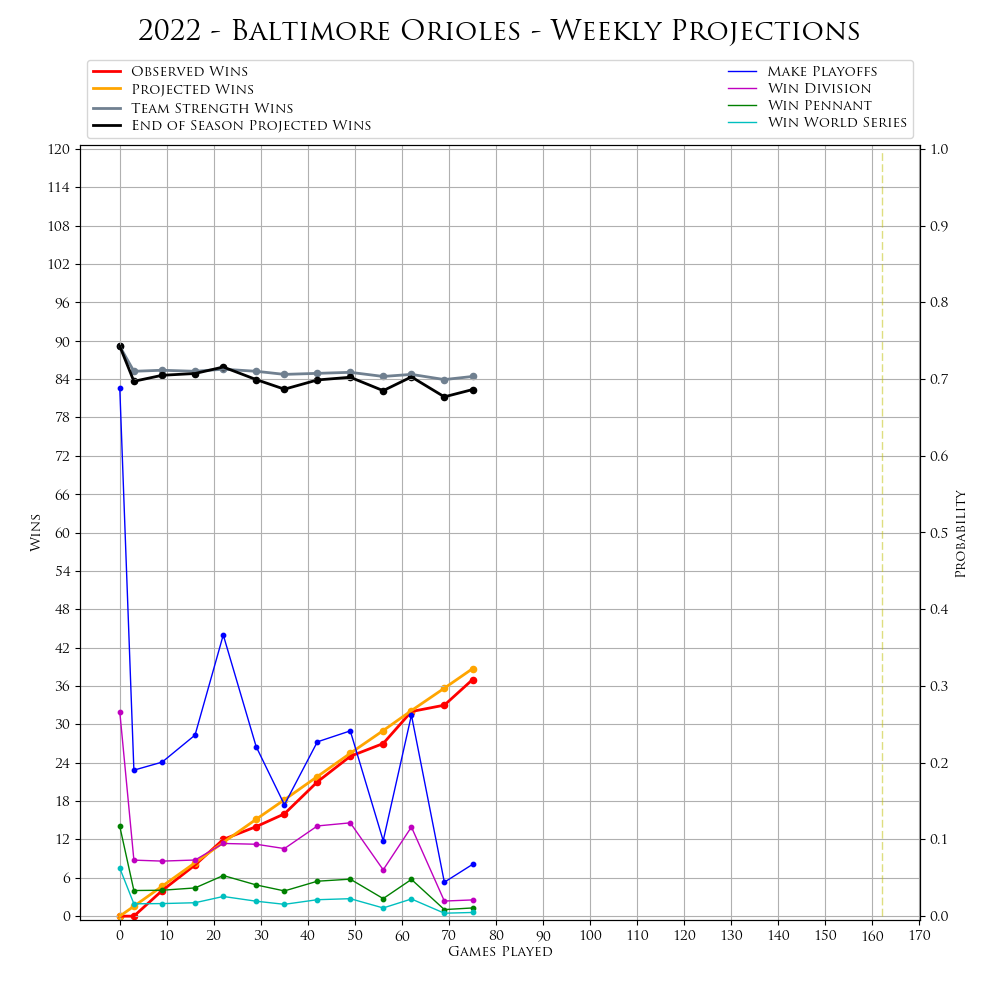 2022 - Baltimore Orioles - Weekly Projections
Observed Wins
Projected Wins
Team Strength Wins
End of Season Projected Wins
Make Playoffs
Win Division
Win Pennant
Win World Series
120
114
108
102
96
90
84
78
72
66
60
54
48
42
36
30
24
18
12
6
0
Wins
1.0
0.9
0.8
0.7
0.6
0.5
0.4
0.3
0.2
0.1
0.0
Probability
0 10 20 30 40 50 60 70 80 90 100 110 120 130 140 150 160 170
Games Played